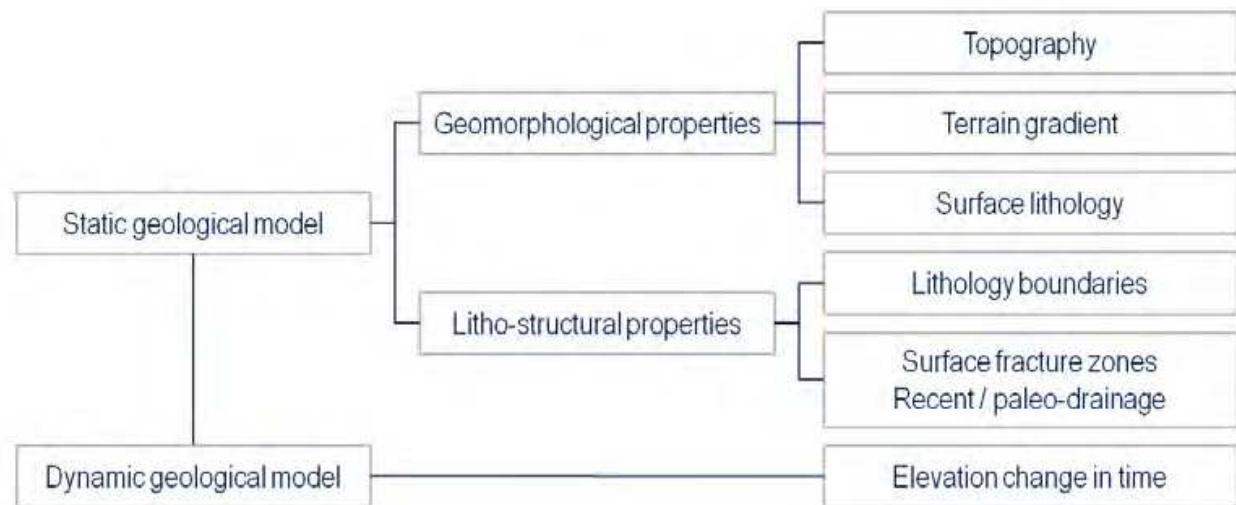 Topography
Geomorphological properties
Terrain gradient
Static geological model
Surface lithology
Lithology boundaries
Litho-structural properties
Surface fracture zones
Recent / paleo-drainage
Dynamic geological model
Elevation change in time